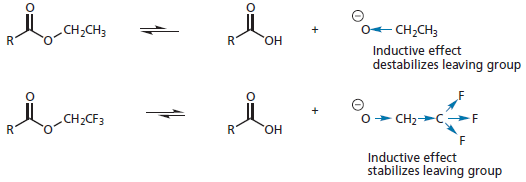 O
R
O
CH₂CH3
O
R
OH
+
⊖
O
CH₂CH₃
Inductive effect
destabilizes leaving group
O
R
O
CH₂CF3
O
R
OH
+
⊖
O
CH₂
C
F
F
F
Inductive effect
stabilizes leaving group